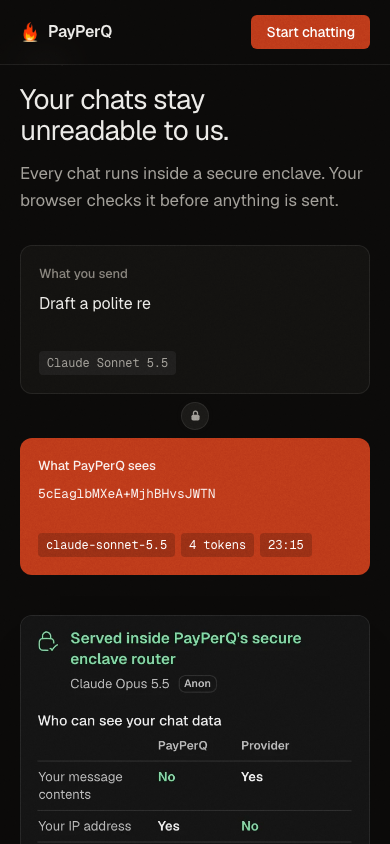 PayPerQ
Start chatting
Your chats stay
unreadable to us.
Every chat runs inside a secure enclave. Your
browser checks it before anything is sent.
What you send
Draft a polite re
Claude Sonnet 5.5
What PayPerQ sees
5cEaglbMXeA+MjhBHvsJWTN
claude-sonnet-5.5 4 tokens 23:15
Served inside PayPerQ's secure
enclave router
Claude Opus 5.5 Anon
Who can see your chat data
PayPerQ Provider
Your message
contents
No Yes
Your IP address Yes No